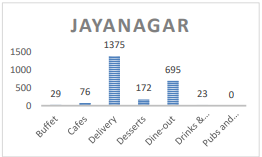 JAYANAGAR
1500
1000
500
0
29
76
1375
172
695
23
0
Buffet
Cafes
Delivery
Desserts
Dine-out
Drinks &...
Pubs and...